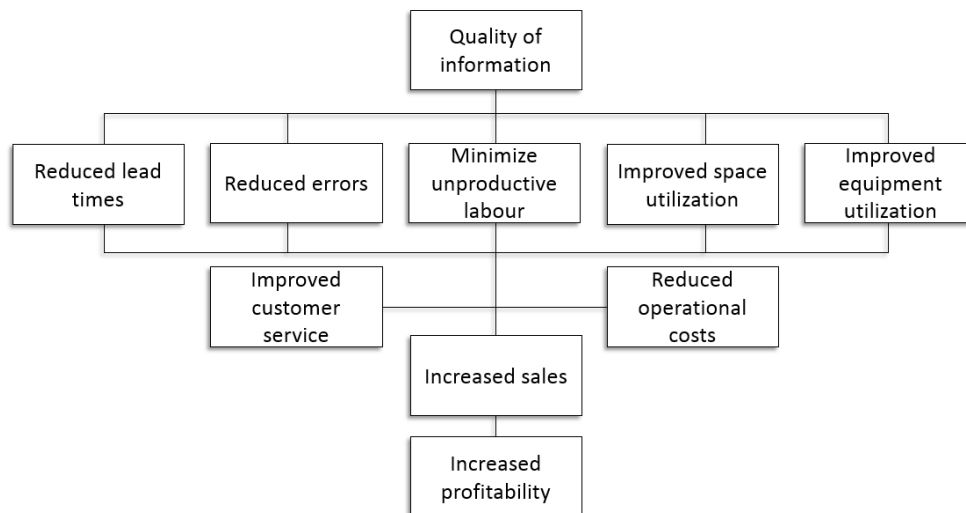 Quality of
information
Reduced lead
times
Reduced errors
Minimize
unproductive
labour
Improved space
utilization
Improved
equipment
utilization
Improved
customer
service
Reduced
operational
costs
Increased sales
Increased
profitability